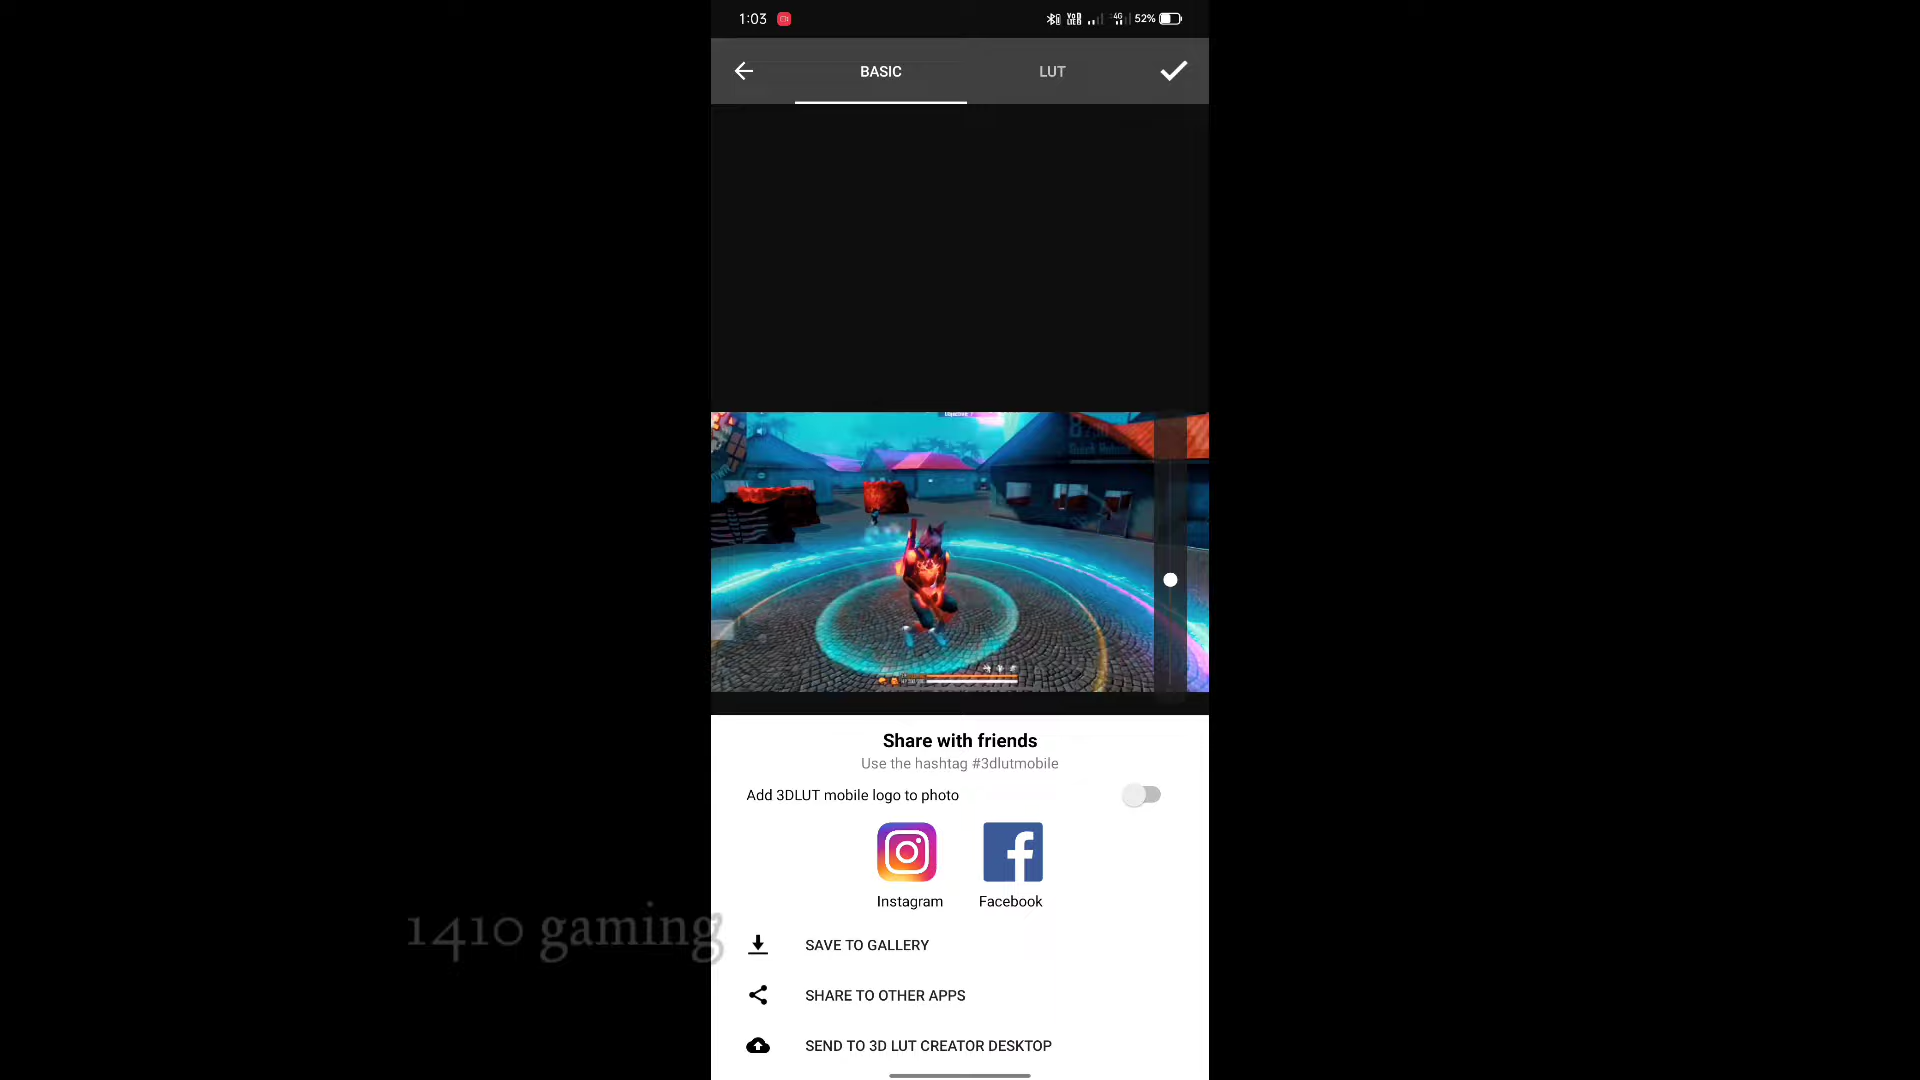 1:03
4G
52%
BASIC
LUT
Share with friends
Use the hashtag #3dlutmobile
Add 3DLUT mobile logo to photo
Instagram
Facebook
1410 gaming
SAVE TO GALLERY
SHARE TO OTHER APPS
SEND TO 3D LUT CREATOR DESKTOP